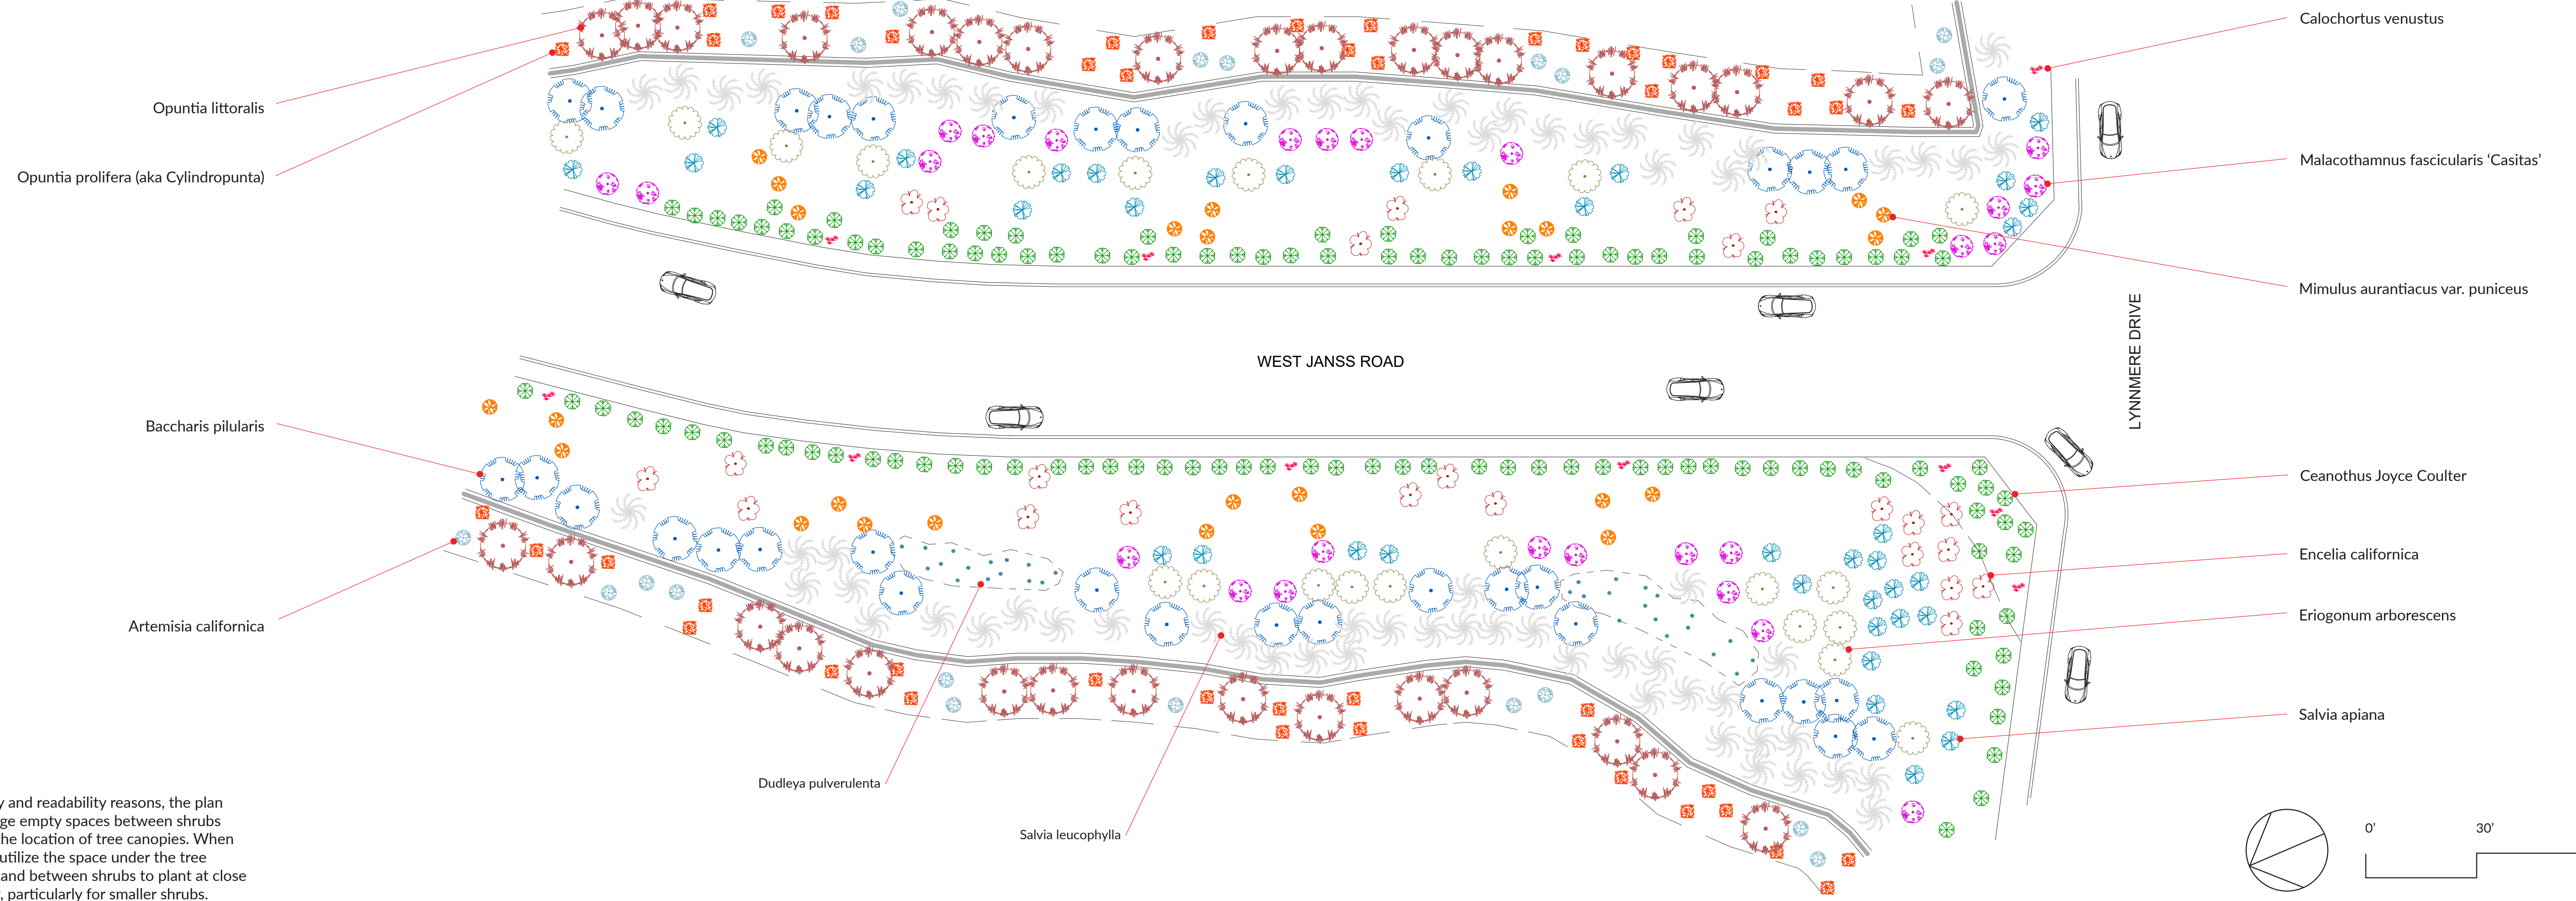 Calochortus venustus
Opuntia littoralis
Malacothamnus fascicularis ‘Casitas’
Opuntia prolifera (aka Cylindropunta)
Mimulus aurantiacus var. puniceus
LYNNMERE DRIVE
WEST JANSS ROAD
Baccharis pilularis
Ceanothus Joyce Coulter
Encelia californica
Artemisia californica
Eriogonum arborescens
Salvia apiana
Dudleya pulverulenta
Salvia leucophylla
y and readability reasons, the plan
ge empty spaces between shrubs
he location of tree canopies. When
utilize the space under the tree
and between shrubs to plant at close
, particularly for smaller shrubs.
0’ 30’